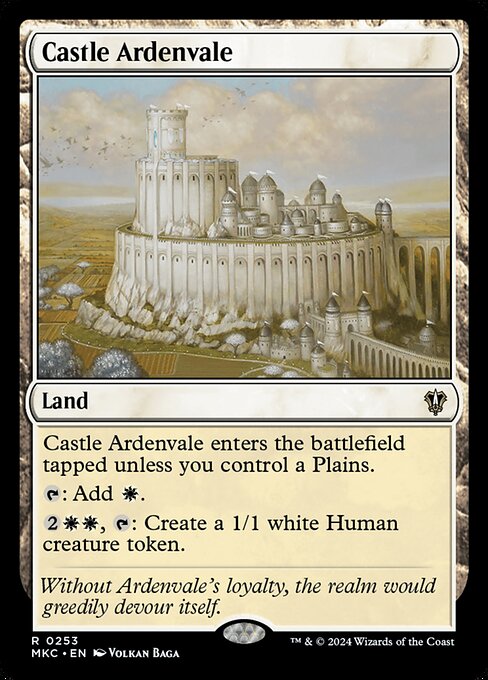 Castle Ardenvale
Land
Castle Ardenvale enters the battlefield
tapped unless you control a Plains.
: Add .
2, : Create a 1/1 white Human
creature token.
Without Ardenvale's loyalty, the realm would
greedily devour itself.
R 0253
MKC • EN Volkan Baga
™ & © 2024 Wizards of the Coast